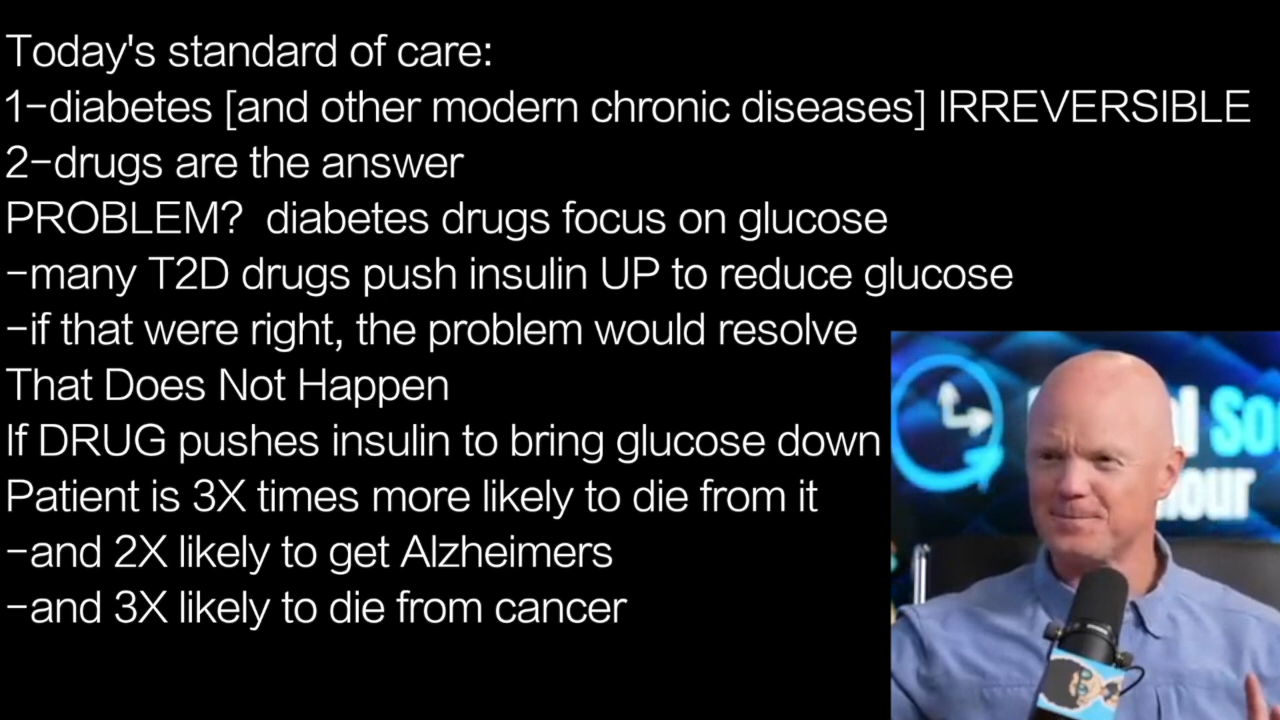 Today's standard of care:
1-diabetes [and other modern chronic diseases] IRREVERSIBLE
2-drugs are the answer
PROBLEM?  diabetes drugs focus on glucose
-many T2D drugs push insulin UP to reduce glucose
-if that were right, the problem would resolve
That Does Not Happen
If DRUG pushes insulin to bring glucose down
Patient is 3X times more likely to die from it
-and 2X likely to get Alzheimers
-and 3X likely to die from cancer